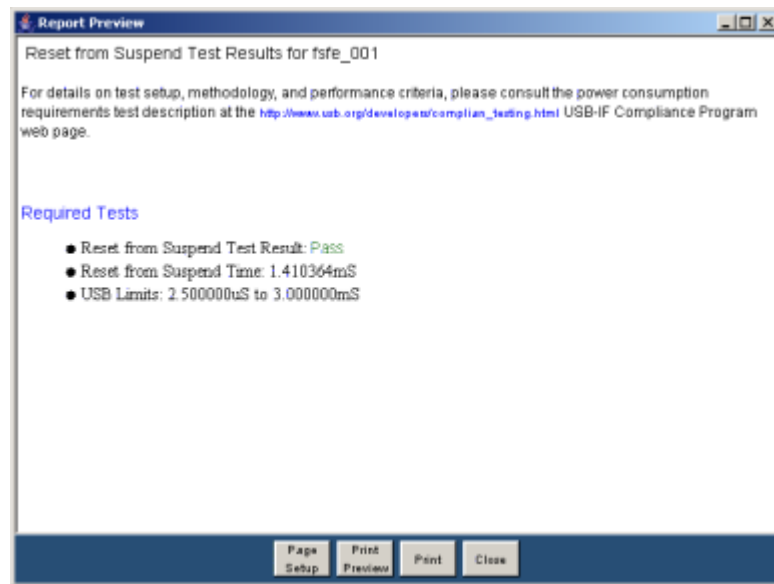 Report Preview
Reset from Suspend Test Results for fsfe_001
For details on test setup, methodology, and performance criteria, please consult the power consumption
requirements test description at the http://www.usb.org/developers/complian_testing.html USB-IF Compliance Program
web page.
Required Tests
● Reset from Suspend Test Result: Pass
● Reset from Suspend Time: 1.410364mS
● USB Limits: 2.500000uS to 3.000000mS
Page Setup
Print Preview
Print
Close